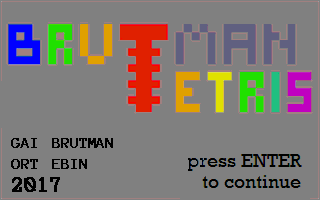 BRUTMAN
TETRIS
GAI BRUTMAN
ORT EBIN
2017
press ENTER
to continue